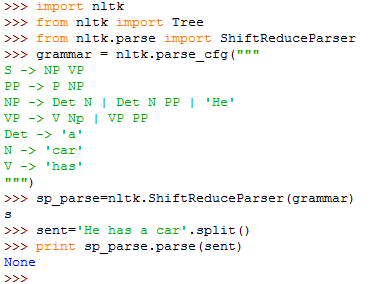 >>> import nltk
>>> from nltk import Tree
>>> from nltk.parse import ShiftReduceParser
>>> grammar = nltk.parse_cfg("""
S -> NP VP
PP -> P NP
NP -> Det N | Det N PP | 'He'
VP -> V Np | VP PP
Det -> 'a'
N -> 'car'
V -> 'has'
""")
>>> sp_parse=nltk.ShiftReduceParser(grammar)
s
>>> sent='He has a car'.split()
>>> print sp_parse.parse(sent)
None
>>>